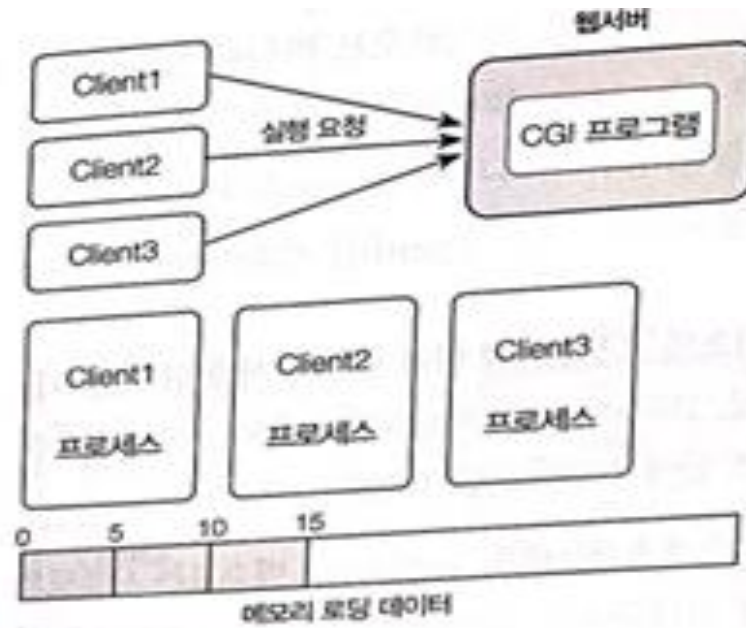 웹서버
Client1
Client2
Client3
실행 요청
CGI 프로그램
Client1
프로세스
Client2
프로세스
Client3
프로세스
0 5 10 15
메모리 로딩 데이터